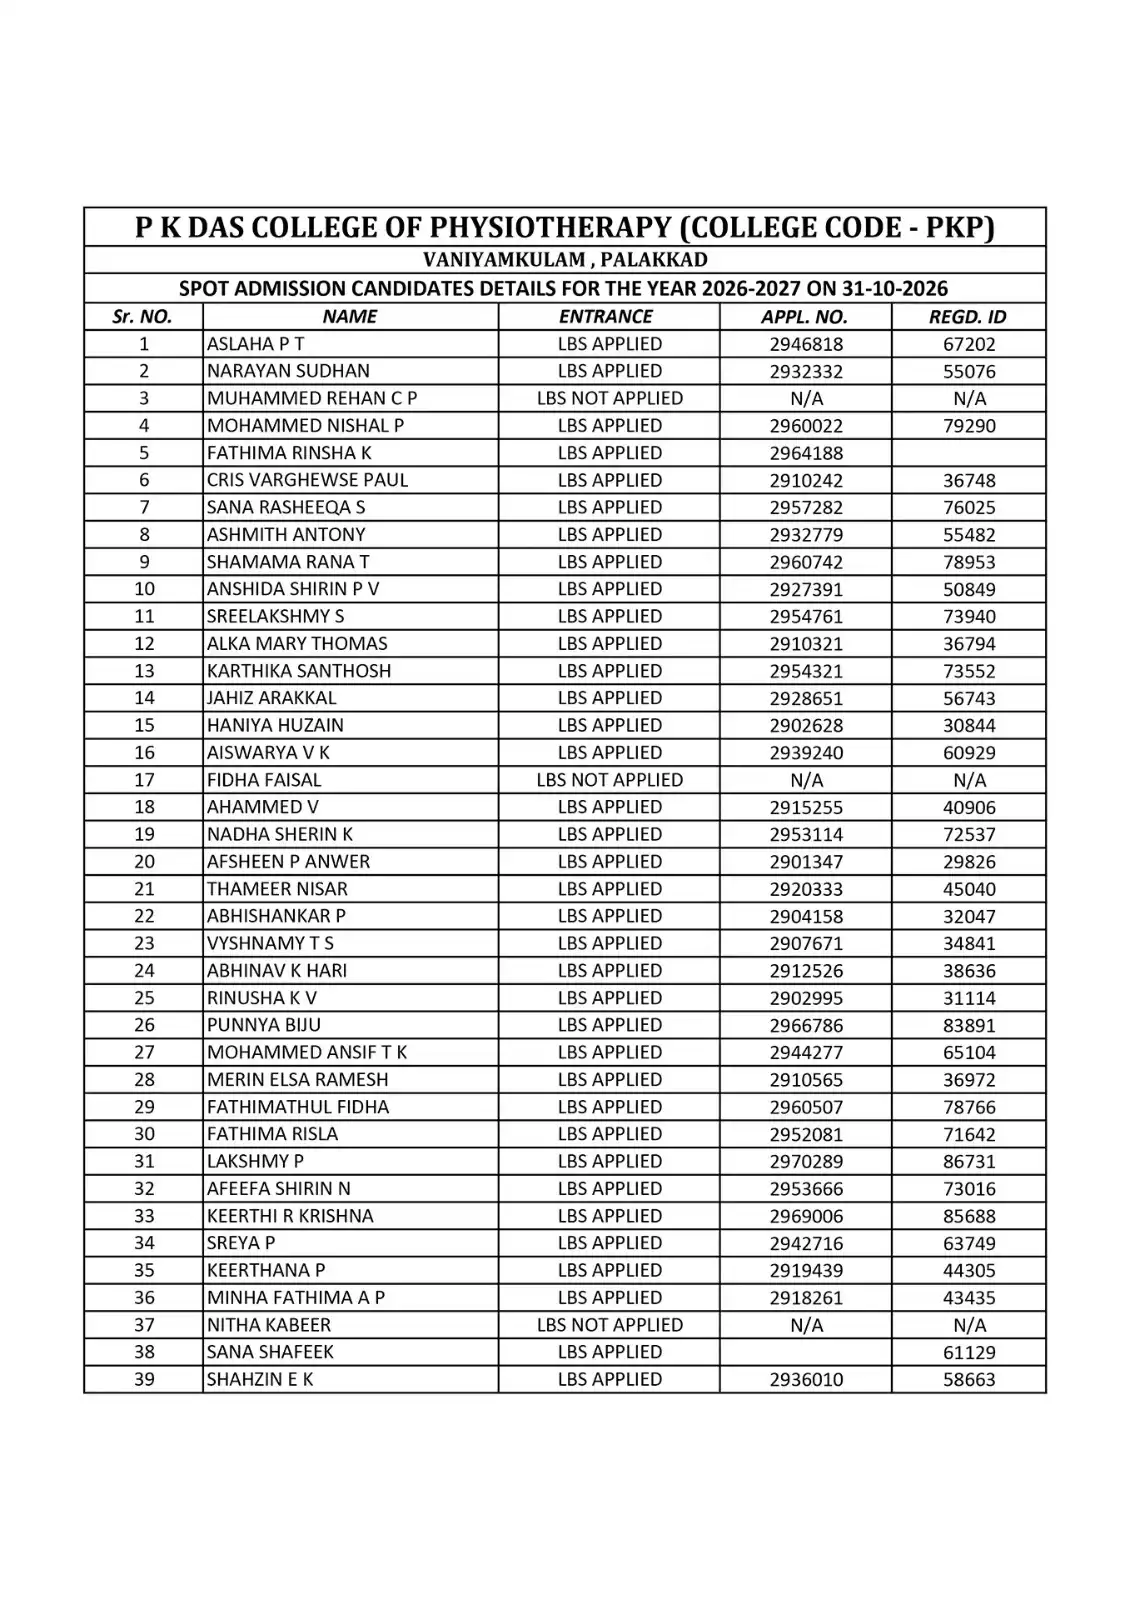 P K DAS COLLEGE OF PHYSIOTHERAPY (COLLEGE CODE - PKP)
VANIYAMKULAM , PALAKKAD
SPOT ADMISSION CANDIDATES DETAILS FOR THE YEAR 2026-2027 ON 31-10-2026
Sr. NO. NAME ENTRANCE APPL. NO. REGD. ID
1 ASLAHA P T LBS APPLIED 2946818 67202
2 NARAYAN SUDHAN LBS APPLIED 2932332 55076
3 MUHAMMED REHAN C P LBS NOT APPLIED N/A N/A
4 MOHAMMED NISHAL P LBS APPLIED 2960022 79290
5 FATHIMA RINSHA K LBS APPLIED 2964188
6 CRIS VARGHEWSE PAUL LBS APPLIED 2910242 36748
7 SANA RASHEEQA S LBS APPLIED 2957282 76025
8 ASHMITH ANTONY LBS APPLIED 2932779 55482
9 SHAMAMA RANA T LBS APPLIED 2960742 78953
10 ANSHIDA SHIRIN P V LBS APPLIED 2927391 50849
11 SREELAKSHMY S LBS APPLIED 2954761 73940
12 ALKA MARY THOMAS LBS APPLIED 2910321 36794
13 KARTHIKA SANTHOSH LBS APPLIED 2954321 73552
14 JAHIZ ARAKKAL LBS APPLIED 2928651 56743
15 HANIYA HUZAIN LBS APPLIED 2902628 30844
16 AISWARYA V K LBS APPLIED 2939240 60929
17 FIDHA FAISAL LBS NOT APPLIED N/A N/A
18 AHAMMED V LBS APPLIED 2915255 40906
19 NADHA SHERIN K LBS APPLIED 2953114 72537
20 AFSHEEN P ANWER LBS APPLIED 2901347 29826
21 THAMEER NISAR LBS APPLIED 2920333 45040
22 ABHISHANKAR P LBS APPLIED 2904158 32047
23 VYSHNAMY T S LBS APPLIED 2907671 34841
24 ABHINAV K HARI LBS APPLIED 2912526 38636
25 RINUSHA K V LBS APPLIED 2902995 31114
26 PUNNYA BIJU LBS APPLIED 2966786 83891
27 MOHAMMED ANSIF T K LBS APPLIED 2944277 65104
28 MERIN ELSA RAMESH LBS APPLIED 2910565 36972
29 FATHIMATHUL FIDHA LBS APPLIED 2960507 78766
30 FATHIMA RISLA LBS APPLIED 2952081 71642
31 LAKSHMY P LBS APPLIED 2970289 86731
32 AFEEFA SHIRIN N LBS APPLIED 2953666 73016
33 KEERTHI R KRISHNA LBS APPLIED 2969006 85688
34 SREYA P LBS APPLIED 2942716 63749
35 KEERTHANA P LBS APPLIED 2919439 44305
36 MINHA FATHIMA A P LBS APPLIED 2918261 43435
37 NITHA KABEER LBS NOT APPLIED N/A N/A
38 SANA SHAFEEK LBS APPLIED 61129
39 SHAHZIN E K LBS APPLIED 2936010 58663